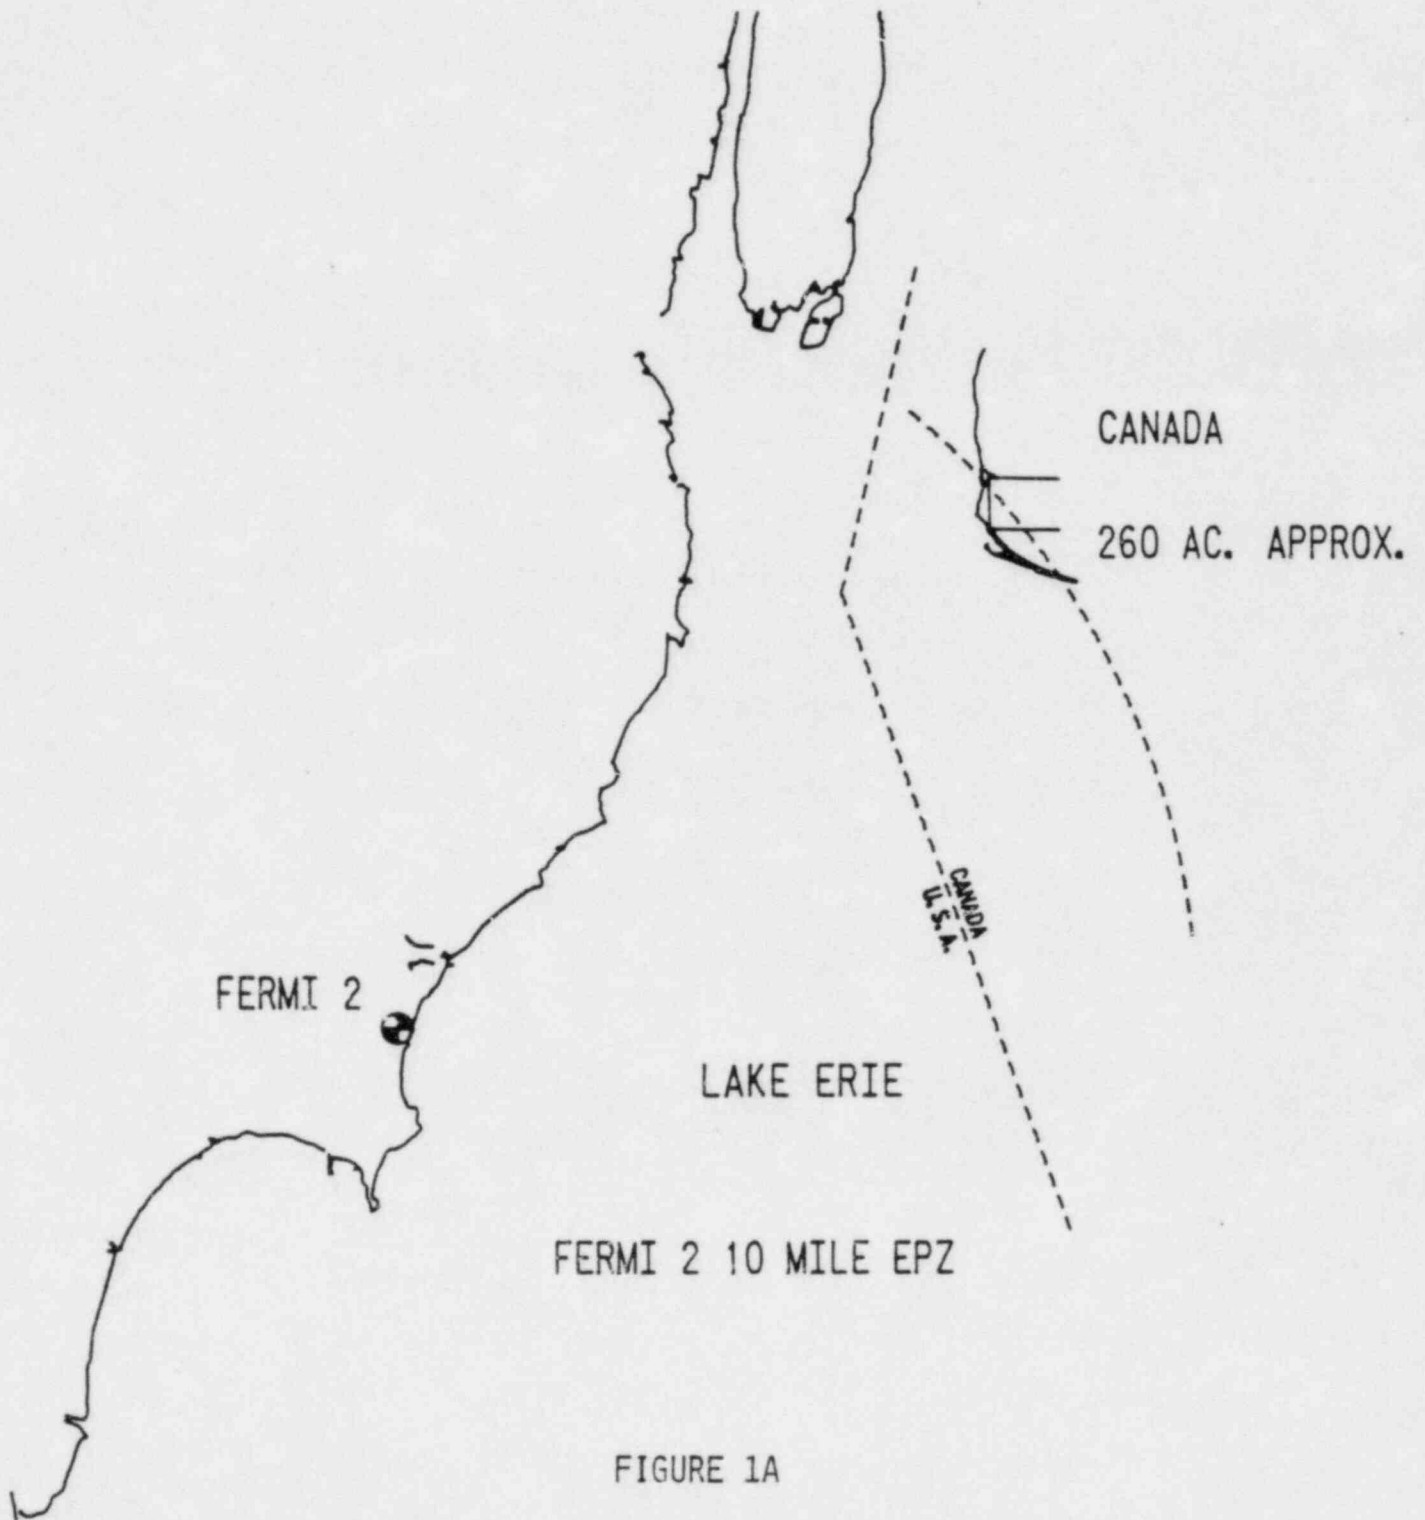 CANADA
260 AC. APPROX.
CANADA
U.S.A.
FERMI 2
LAKE ERIE
FERMI 2 10 MILE EPZ
FIGURE 1A